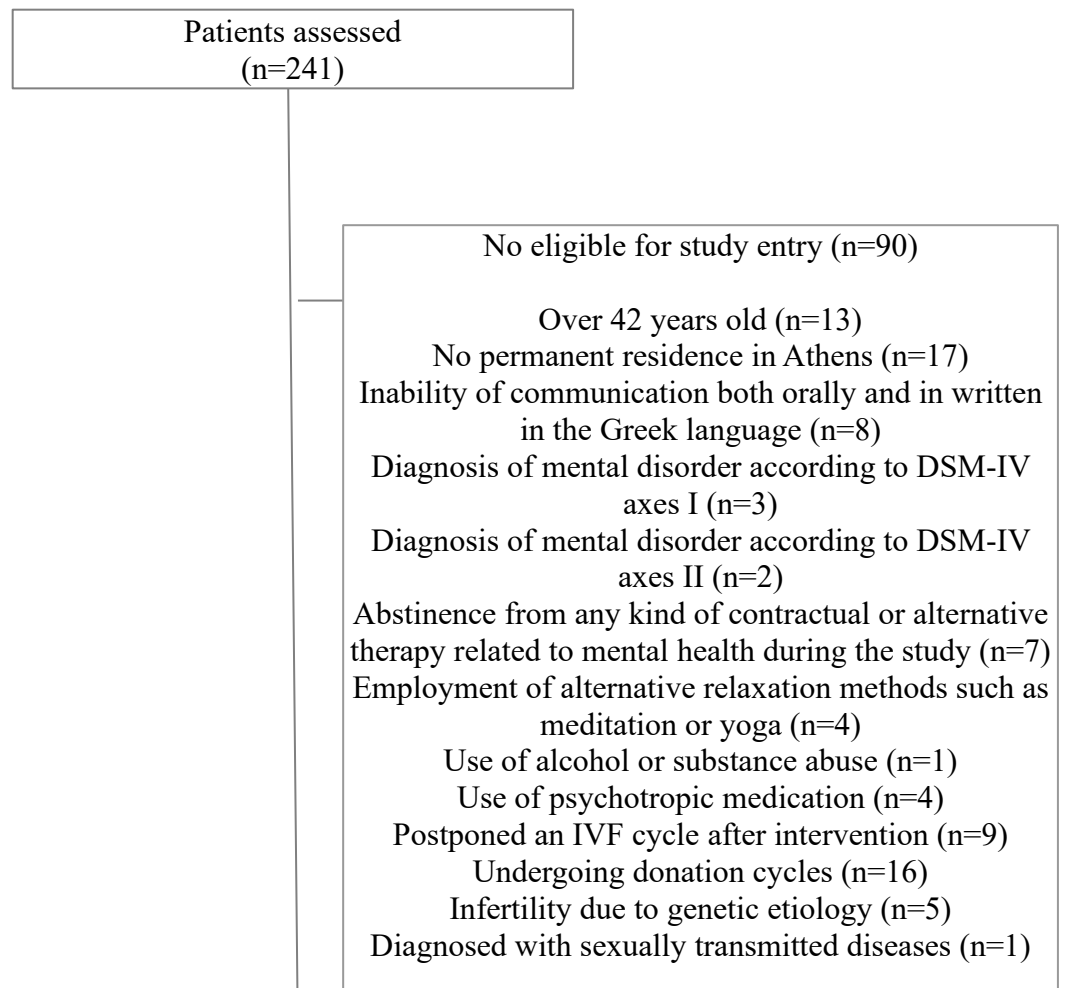 Patients assessed
(n=241)
No eligible for study entry (n=90)
Over 42 years old (n=13)
No permanent residence in Athens (n=17)
Inability of communication both orally and in written
in the Greek language (n=8)
Diagnosis of mental disorder according to DSM-IV
axes I (n=3)
Diagnosis of mental disorder according to DSM-IV
axes II (n=2)
Abstinence from any kind of contractual or alternative
therapy related to mental health during the study (n=7)
Employment of alternative relaxation methods such as
meditation or yoga (n=4)
Use of alcohol or substance abuse (n=1)
Use of psychotropic medication (n=4)
Postponed an IVF cycle after intervention (n=9)
Undergoing donation cycles (n=16)
Infertility due to genetic etiology (n=5)
Diagnosed with sexually transmitted diseases (n=1)